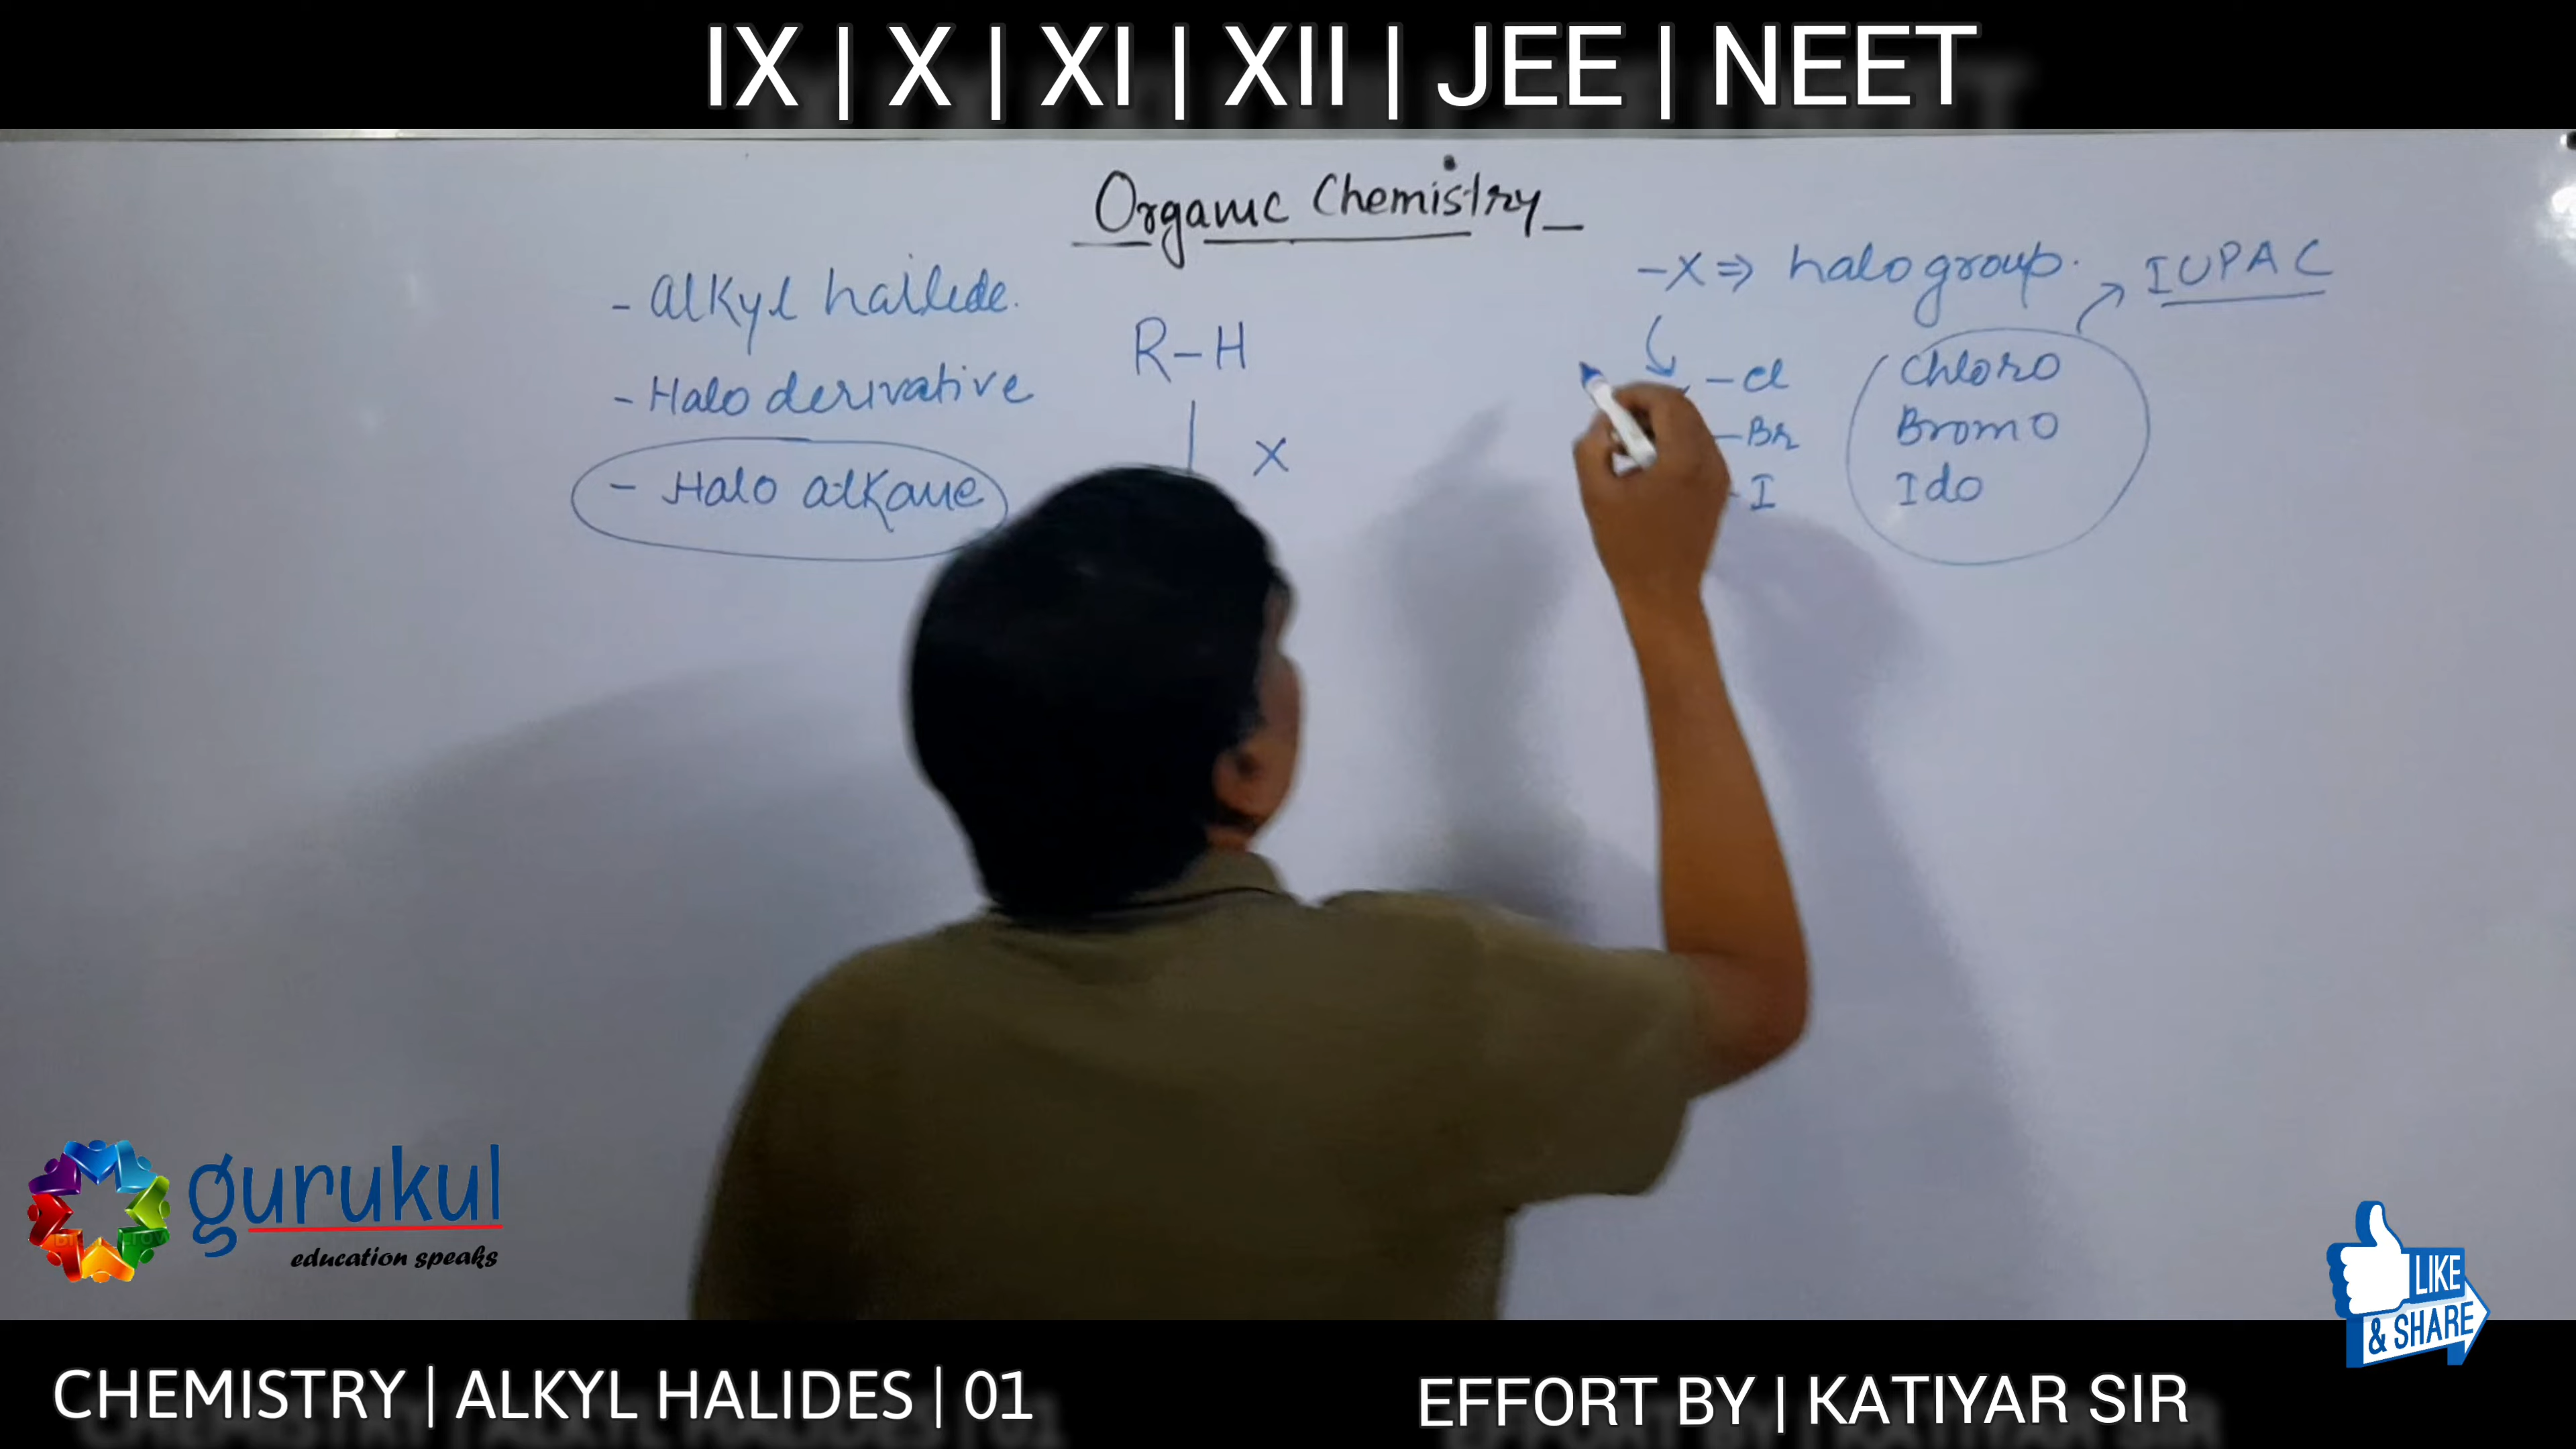 IX | X | XI | XII | JEE | NEET
Organic Chemistry
- Alkyl hailide.
- Halo derivative
- Halo alkane
R-H
X
-X ⇒ halo group.
IUPAC
-Cl Chloro
-Br Bromo
-I Ido
gurukul
education speaks
LIKE
& SHARE
CHEMISTRY | ALKYL HALIDES | 01
EFFORT BY | KATIYAR SIR